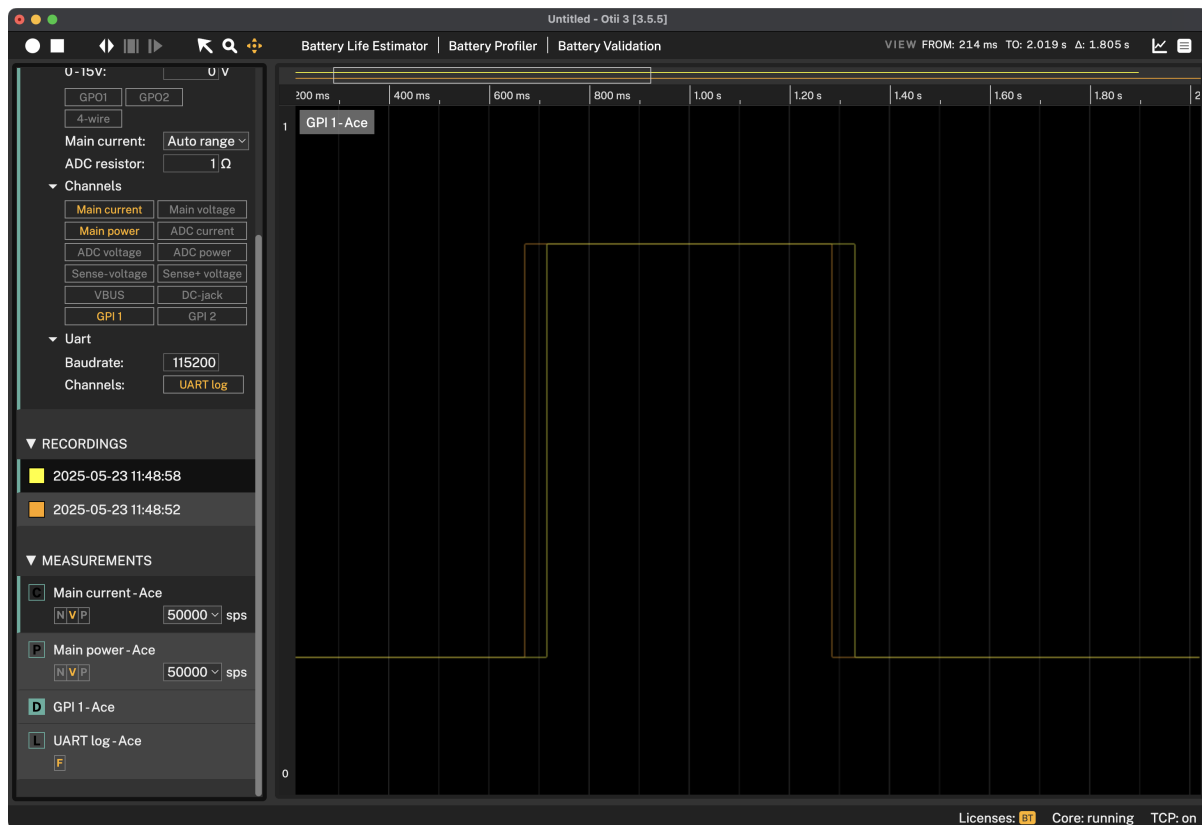 Untitled - Otii 3 [3.5.5]
Battery Life Estimator | Battery Profiler | Battery Validation
VIEW FROM: 214 ms TO: 2.019 s Δ: 1.805 s
0-15V: 0 V
GPO1 GPO2
4-wire
Main current: Auto range
ADC resistor: 1 Ω
Channels
Main current Main voltage
Main power ADC current
ADC voltage ADC power
Sense-voltage Sense+ voltage
VBUS DC-jack
GPI 1 GPI 2
Uart
Baudrate: 115200
Channels: UART log
RECORDINGS
2025-05-23 11:48:58
2025-05-23 11:48:52
MEASUREMENTS
C Main current - Ace
N V P 50000 sps
P Main power - Ace
N V P 50000 sps
D GPI 1 - Ace
L UART log - Ace
F
200 ms 400 ms 600 ms 800 ms 1.00 s 1.20 s 1.40 s 1.60 s 1.80 s 2
1 GPI 1 - Ace
0
Licenses: BT Core: running TCP: on